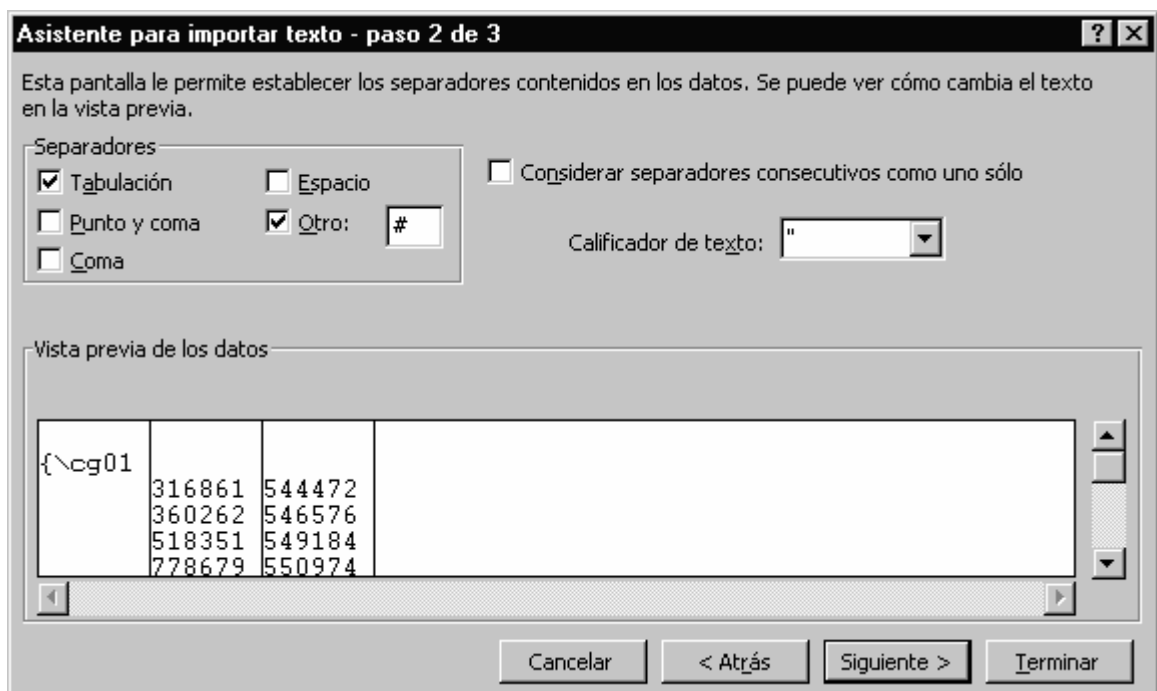 Asistente para importar texto - paso 2 de 3
Esta pantalla le permite establecer los separadores contenidos en los datos. Se puede ver cómo cambia el texto
en la vista previa.
Separadores
Tabulación
Espacio
Considerar separadores consecutivos como uno sólo
Punto y coma
Otro: #
Calificador de texto: "
Coma
Vista previa de los datos
{\cg01
316861 544472
360262 546576
518351 549184
778679 550974
Cancelar
< Atrás
Siguiente >
Terminar